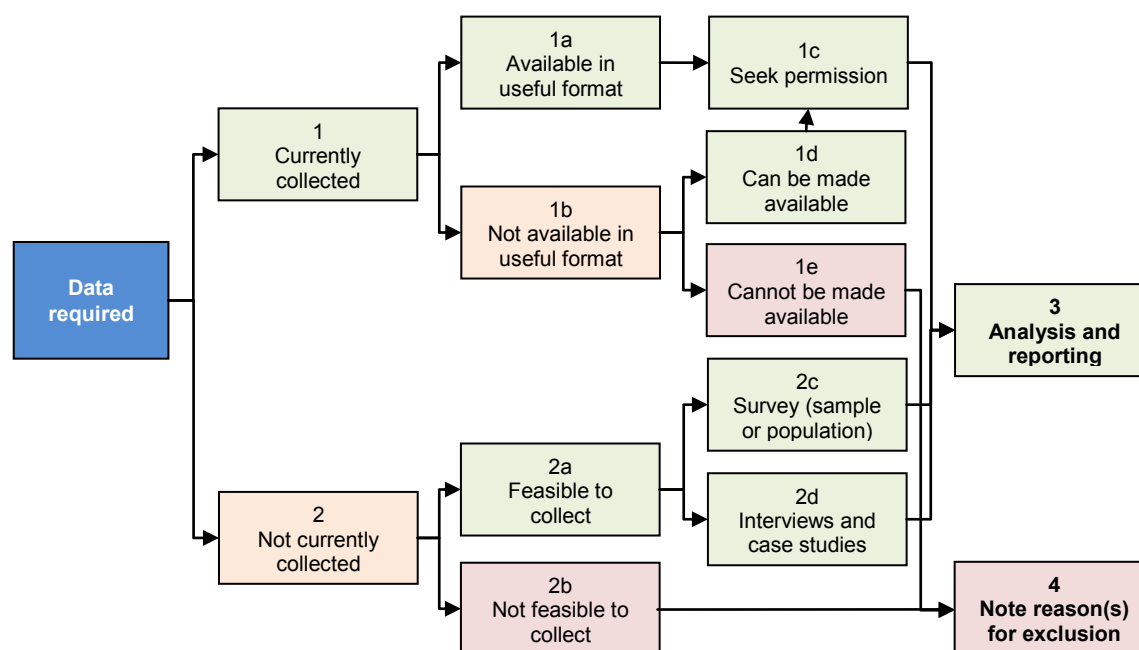 1a
Available in
useful format
1c
Seek permission
1
Currently
collected
1d
Can be made
available
1b
Not available in
useful format
1e
Cannot be made
available
Data
required
3
Analysis and
reporting
2c
Survey (sample
or population)
2a
Feasible to
collect
2d
Interviews and
case studies
2
Not currently
collected
2b
Not feasible to
collect
4
Note reason(s)
for exclusion